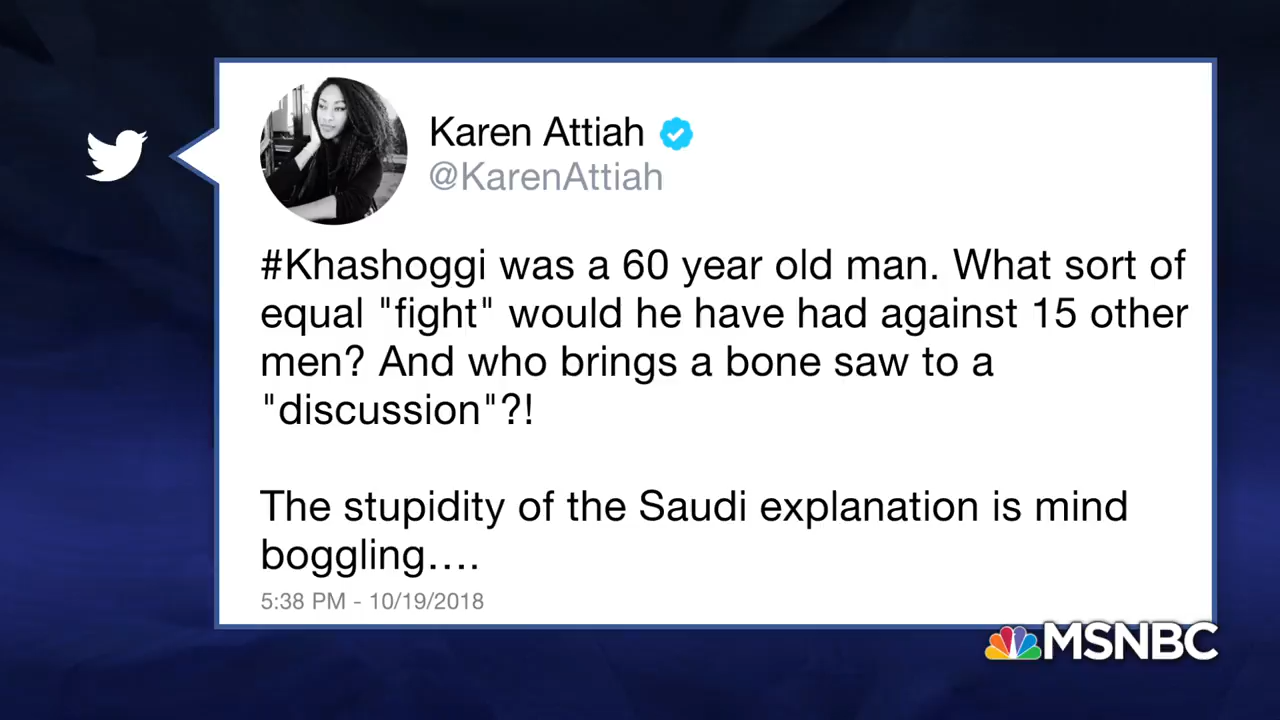 Karen Attiah
@KarenAttiah
#Khashoggi was a 60 year old man. What sort of
equal "fight" would he have had against 15 other
men? And who brings a bone saw to a
"discussion"?!
The stupidity of the Saudi explanation is mind
boggling....
5:38 PM - 10/19/2018
MSNBC